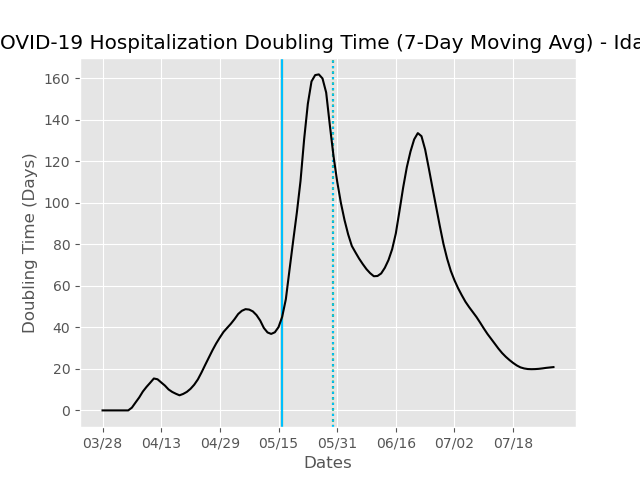 OVID-19 Hospitalization Doubling Time (7-Day Moving Avg) - Ida
160
140
120
100
80
60
40
20
0
Doubling Time (Days)
03/28 04/13 04/29 05/15 05/31 06/16 07/02 07/18
Dates